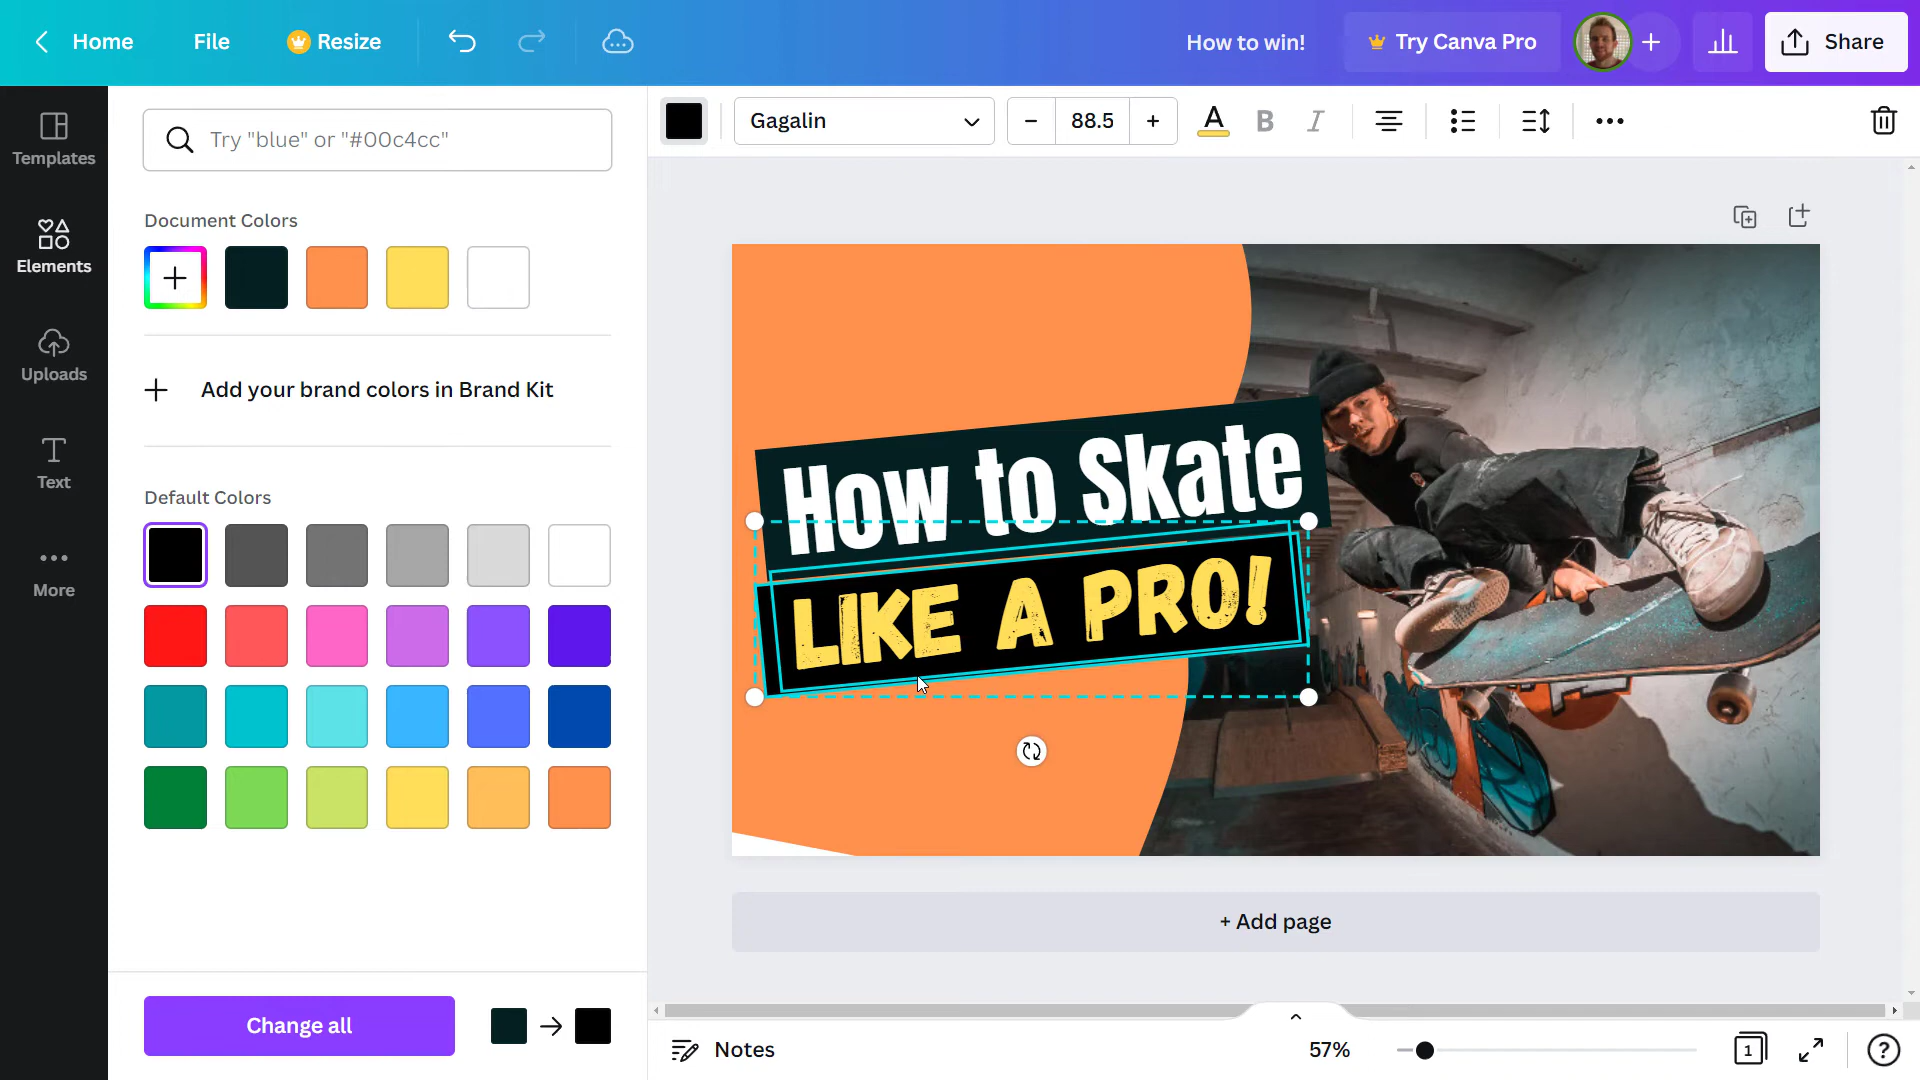 Home
File
Resize
How to win!
Try Canva Pro
Share
Templates
Elements
Uploads
Text
More
Try "blue" or "#00c4cc"
Document Colors
Add your brand colors in Brand Kit
Default Colors
Change all
Gagalin
88.5
A
B
I
How to Skate
LIKE A PRO!
+ Add page
Notes
57%
1
?